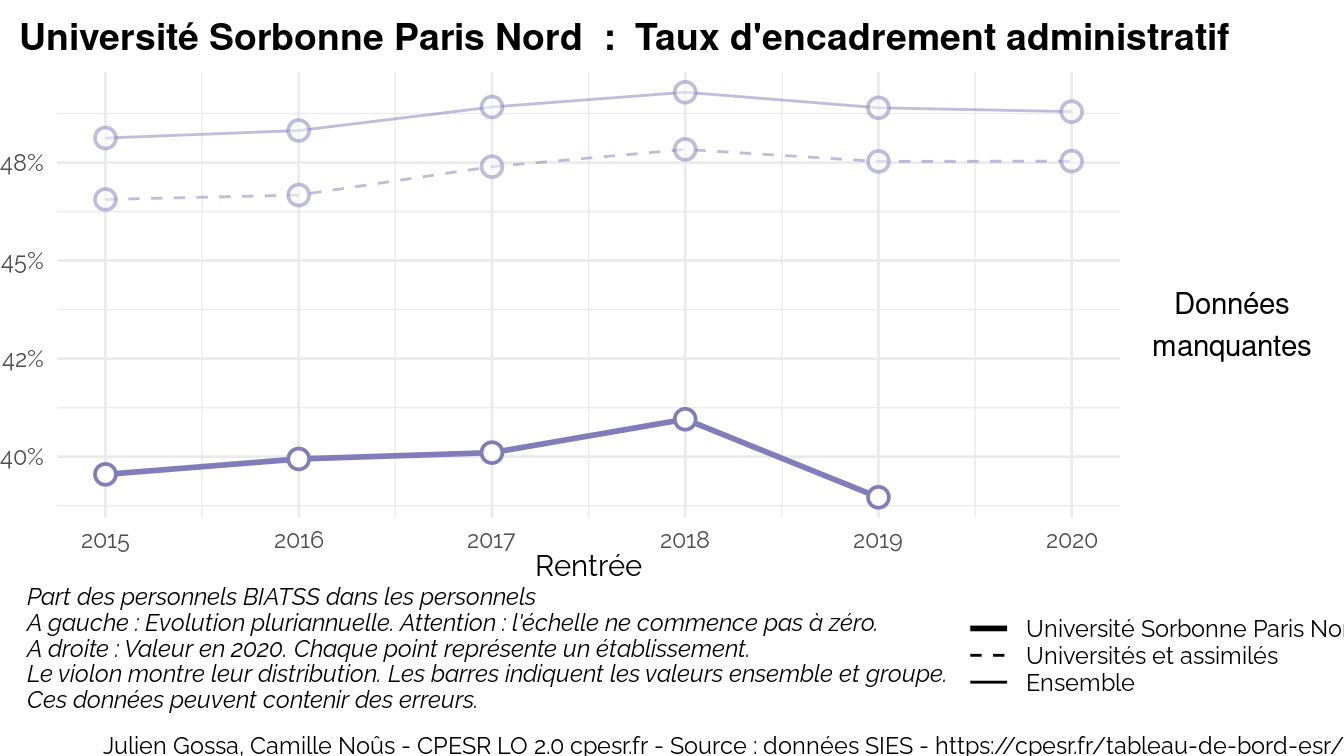 Université Sorbonne Paris Nord : Taux d'encadrement administratif
48%
45%
42%
40%
Données
manquantes
2015 2016 2017 2018 2019 2020
Rentrée
Part des personnels BIATSS dans les personnels
A gauche : Evolution pluriannuelle. Attention : l'échelle ne commence pas à zéro.
A droite : Valeur en 2020. Chaque point représente un établissement.
Le violon montre leur distribution. Les barres indiquent les valeurs ensemble et groupe.
Ces données peuvent contenir des erreurs.
Université Sorbonne Paris No
Universités et assimilés
Ensemble
Julien Gossa, Camille Noûs - CPESR LO 2.0 cpesr.fr - Source : données SIES - https://cpesr.fr/tableau-de-bord-esr/